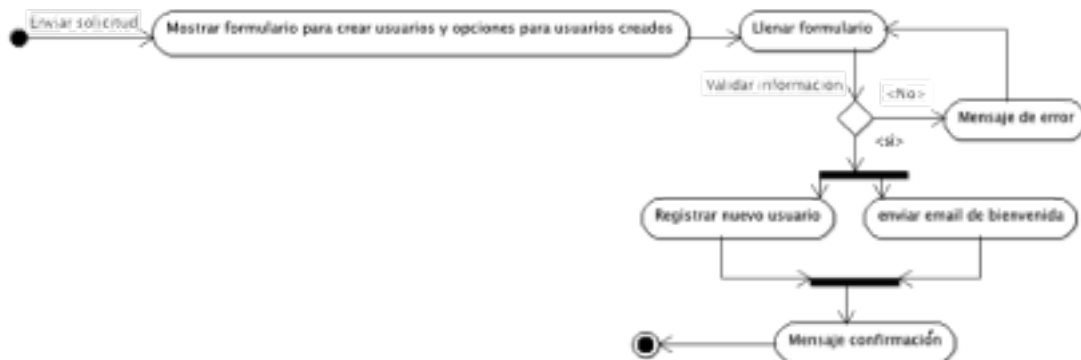 Enviar solicitud
Mostrar formulario para crear usuarios y opciones para usuarios creados
Llenar formulario
Validar información
<No>
Mensaje de error
<si>
Registrar nuevo usuario
enviar email de bienvenida
Mensaje confirmación